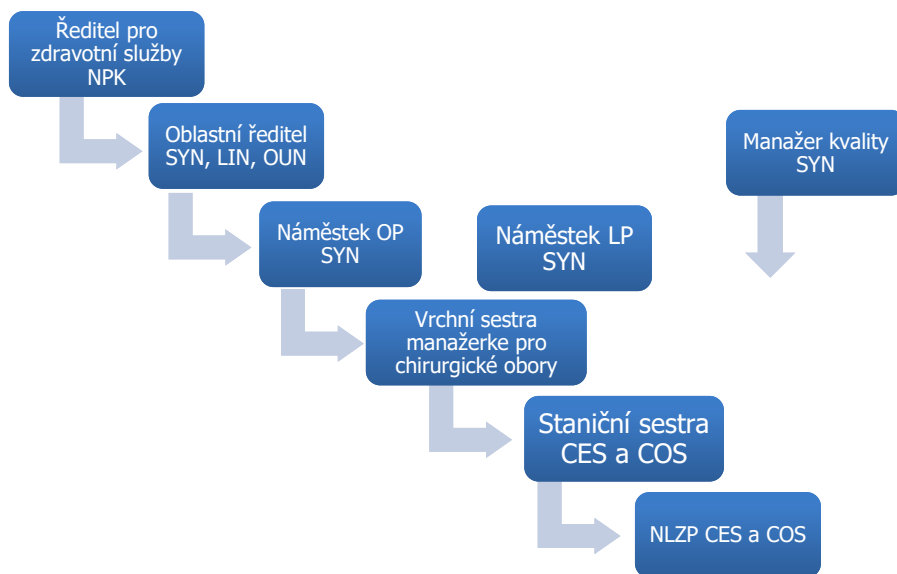 Ředitel pro
zdravotní služby
NPK
Oblastní ředitel
SYN, LIN, OUN
Manažer kvality
SYN
Náměstek OP
SYN
Náměstek LP
SYN
Vrchní sestra
manažerke pro
chirurgické obory
Staniční sestra
CES a COS
NLZP CES a COS